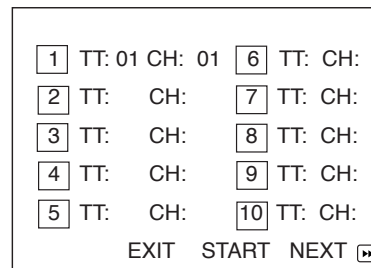 1 TT: 01 CH: 01 6 TT: CH:
2 TT: CH: 7 TT: CH:
3 TT: CH: 8 TT: CH:
4 TT: CH: 9 TT: CH:
5 TT: CH: 10 TT: CH:
EXIT START NEXT